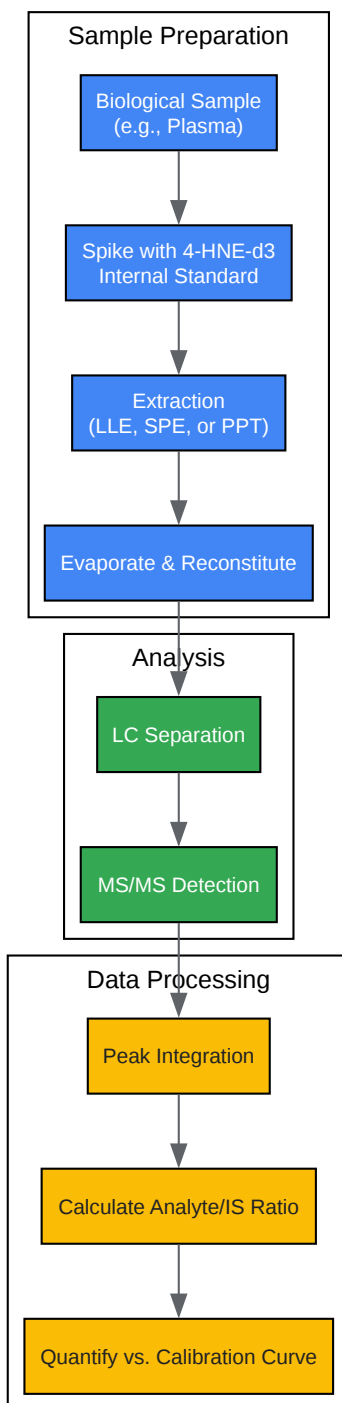 Sample Preparation
Biological Sample
(e.g., Plasma)
Spike with 4-HNE-d3
Internal Standard
Extraction
(LLE, SPE, or PPT)
Evaporate & Reconstitute
Analysis
LC Separation
MS/MS Detection
Data Processing
Peak Integration
Calculate Analyte/IS Ratio
Quantify vs. Calibration Curve